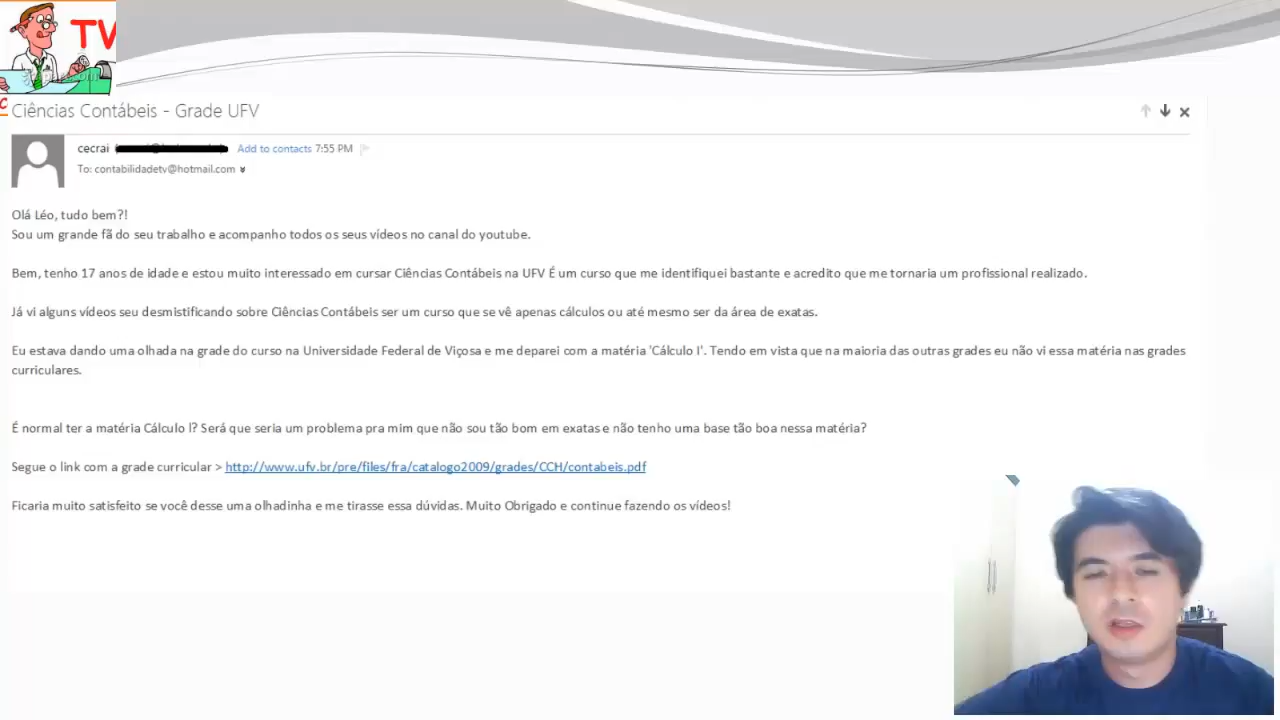 TV
Ciências Contábeis - Grade UFV
cecrai
Add to contacts 7:55 PM
To: contabilidadetv@hotmail.com
Olá Léo, tudo bem?!
Sou um grande fã do seu trabalho e acompanho todos os seus vídeos no canal do youtube.
Bem, tenho 17 anos de idade e estou muito interessado em cursar Ciências Contábeis na UFV É um curso que me identifiquei bastante e acredito que me tornaria um profissional realizado.
Já vi alguns vídeos seu desmistificando sobre Ciências Contábeis ser um curso que se vê apenas cálculos ou até mesmo ser da área de exatas.
Eu estava dando uma olhada na grade do curso na Universidade Federal de Viçosa e me deparei com a matéria 'Cálculo I'. Tendo em vista que na maioria das outras grades eu não vi essa matéria nas grades
curriculares.
É normal ter a matéria Cálculo I? Será que seria um problema pra mim que não sou tão bom em exatas e não tenho uma base tão boa nessa matéria?
Segue o link com a grade curricular > http://www.ufv.br/pre/files/fra/catalogo2009/grades/CCH/contabeis.pdf
Ficaria muito satisfeito se você desse uma olhadinha e me tirasse essa dúvidas. Muito Obrigado e continue fazendo os vídeos!